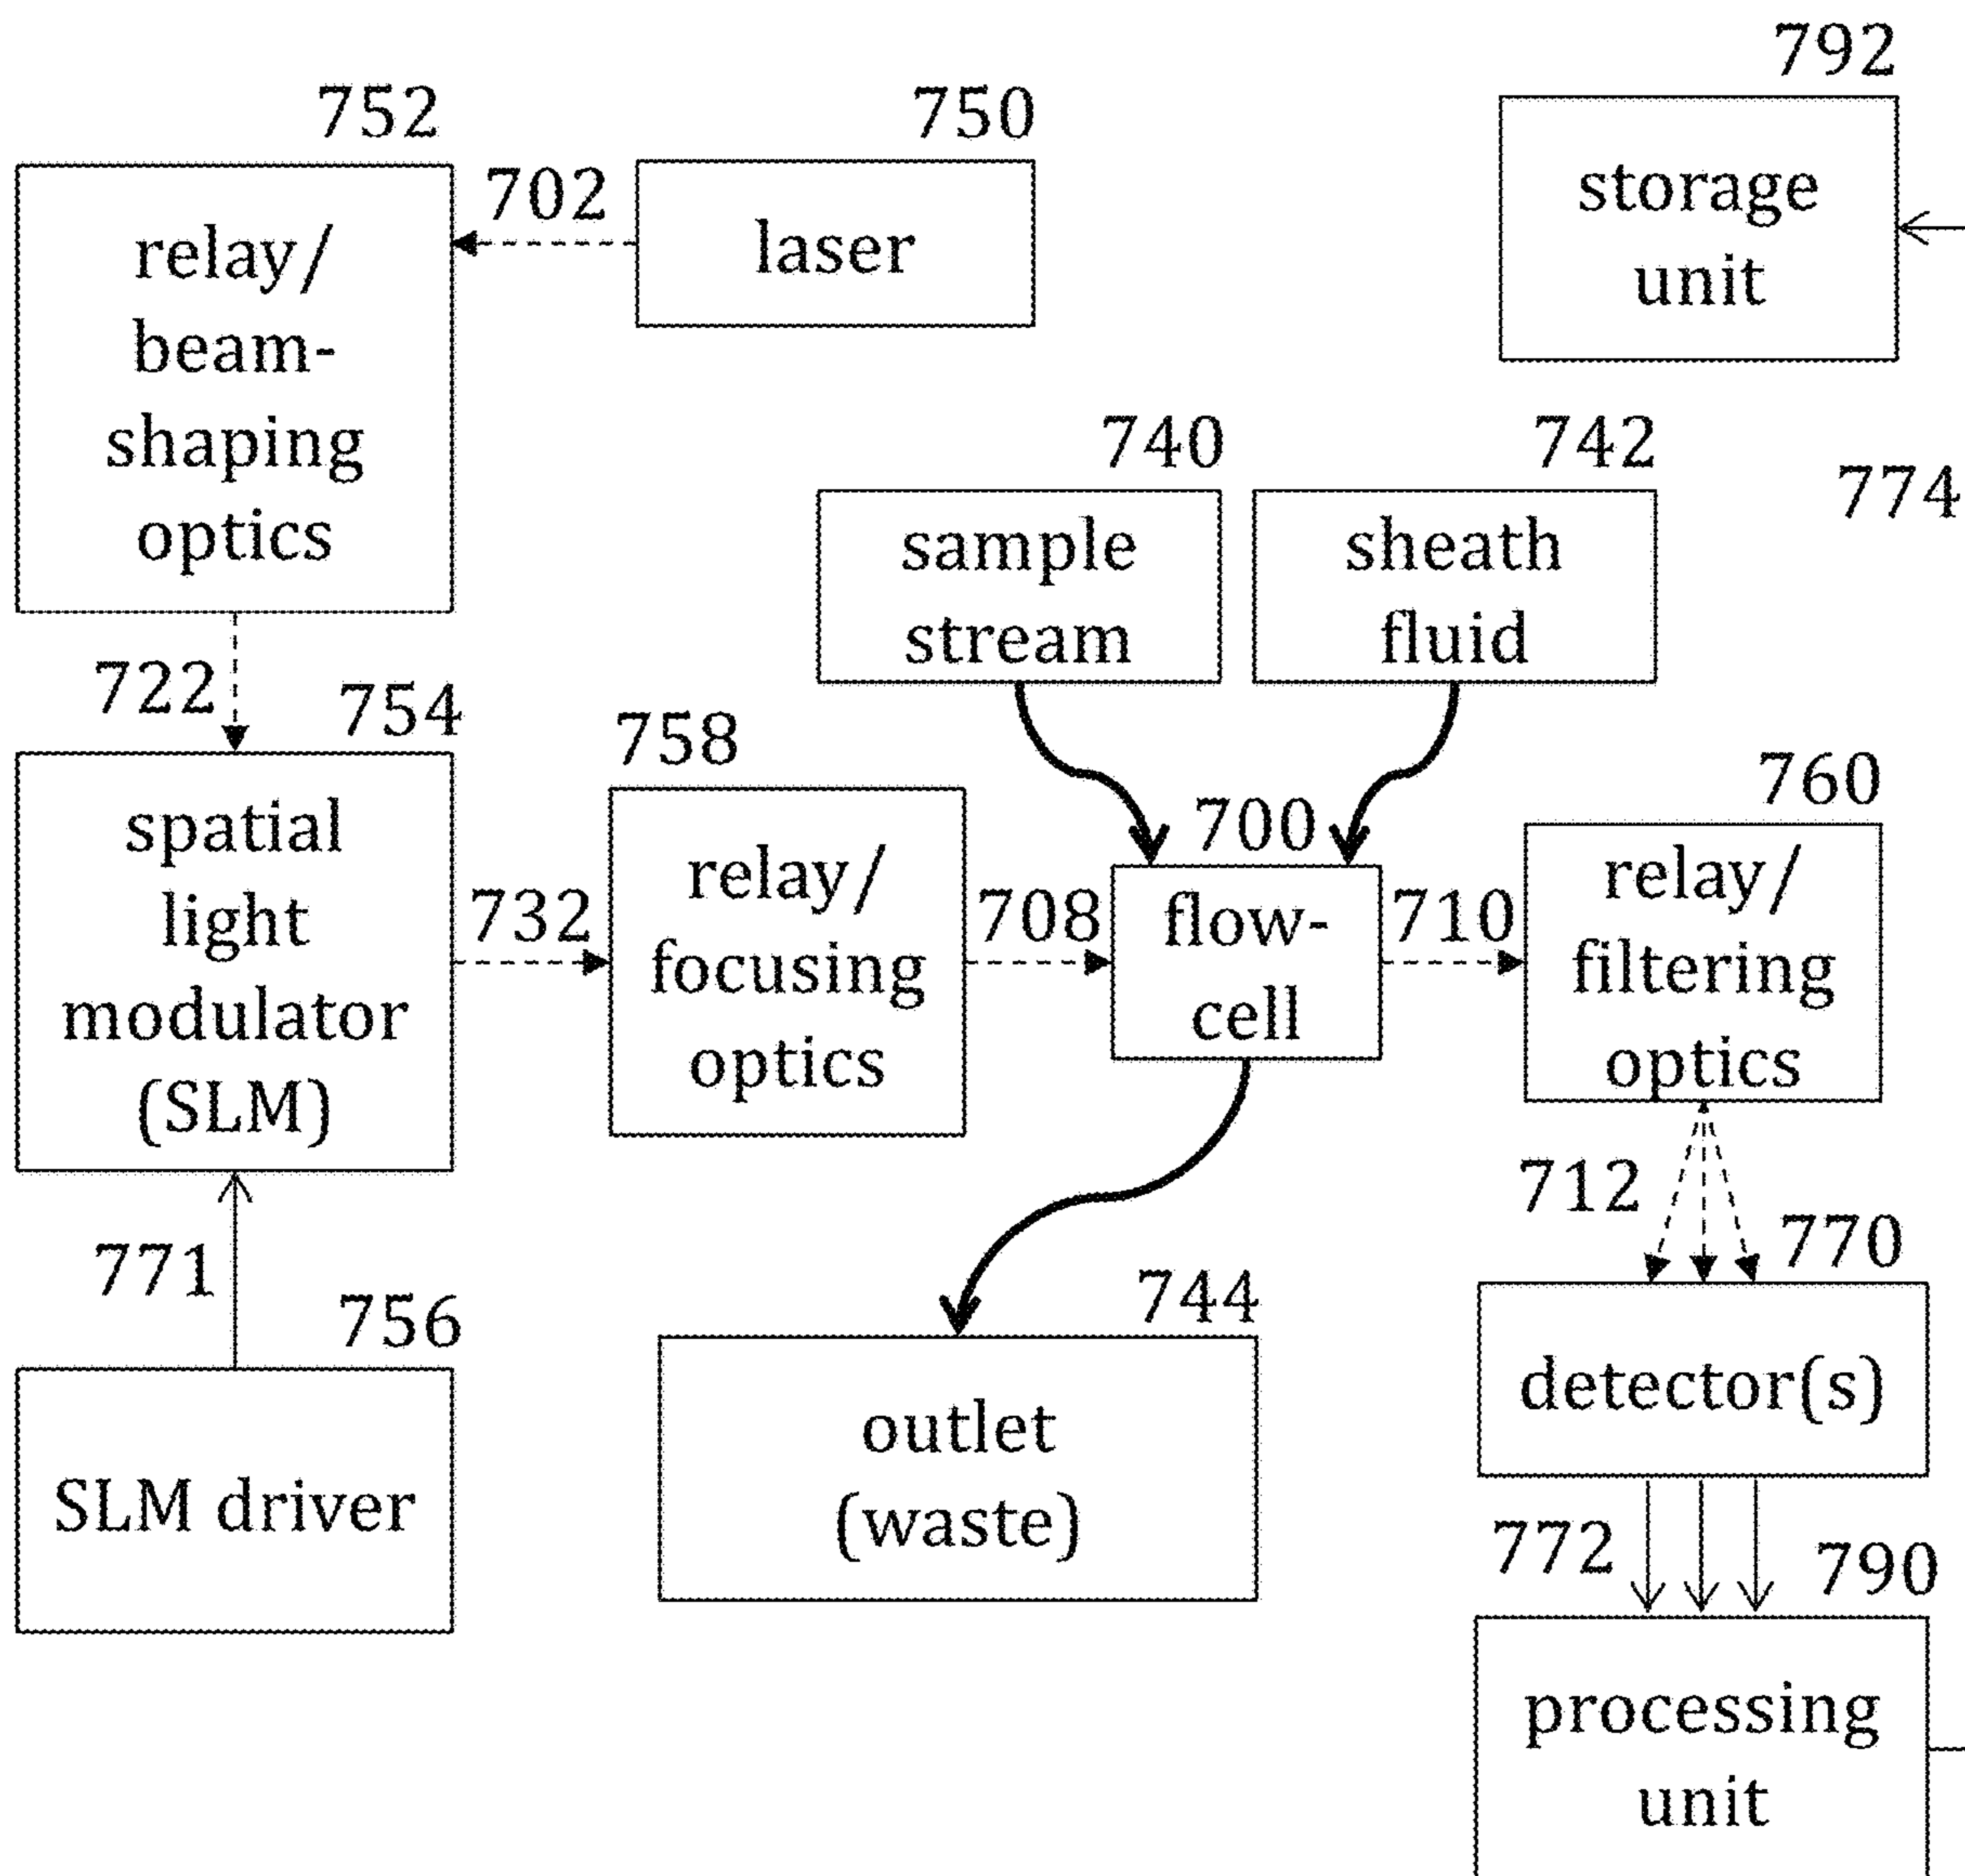 792
752
750
702
relay/
beam-
shaping
optics
laser
storage
unit
740
742
774
sample
stream
sheath
fluid
722
754
758
760
spatial
light
modulator
(SLM)
732
relay/
focusing
optics
708
700
flow-
cell
710
relay/
filtering
optics
712
770
771
756
744
SLM driver
outlet
(waste)
detector(s)
772
790
processing
unit